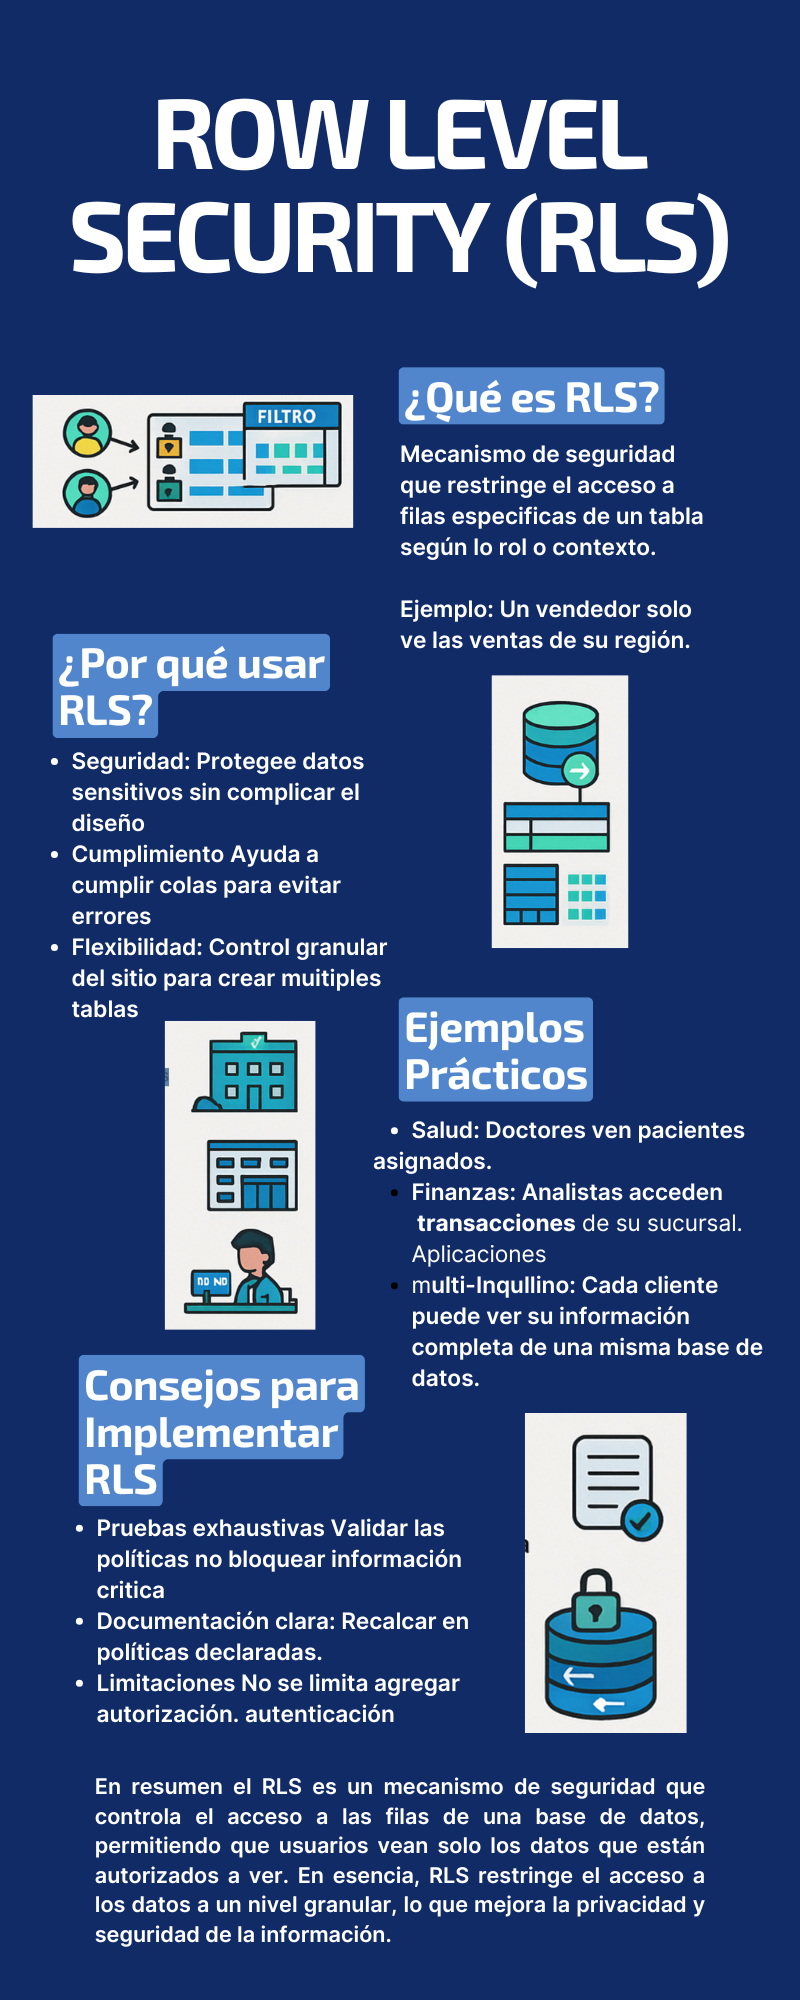 ROW LEVEL
SECURITY (RLS)
FILTRO
¿Qué es RLS?
Mecanismo de seguridad
que restringe el acceso a
filas especificas de un tabla
según lo rol o contexto.
Ejemplo: Un vendedor solo
ve las ventas de su región.
¿Por qué usar
RLS?
• Seguridad: Protegee datos
sensitivos sin complicar el
diseño
• Cumplimiento Ayuda a
cumplir colas para evitar
errores
• Flexibilidad: Control granular
del sitio para crear muitiples
tablas
Ejemplos
Prácticos
• Salud: Doctores ven pacientes
asignados.
• Finanzas: Analistas acceden
transacciones de su sucursal.
Aplicaciones
• multi-Inqullino: Cada cliente
puede ver su información
completa de una misma base de
datos.
Consejos para
Implementar
RLS
• Pruebas exhaustivas Validar las
políticas no bloquear información
critica
• Documentación clara: Recalcar en
políticas declaradas.
• Limitaciones No se limita agregar
autorización. autenticación
En resumen el RLS es un mecanismo de seguridad que
controla el acceso a las filas de una base de datos,
permitiendo que usuarios vean solo los datos que están
autorizados a ver. En esencia, RLS restringe el acceso a
los datos a un nivel granular, lo que mejora la privacidad y
seguridad de la información.